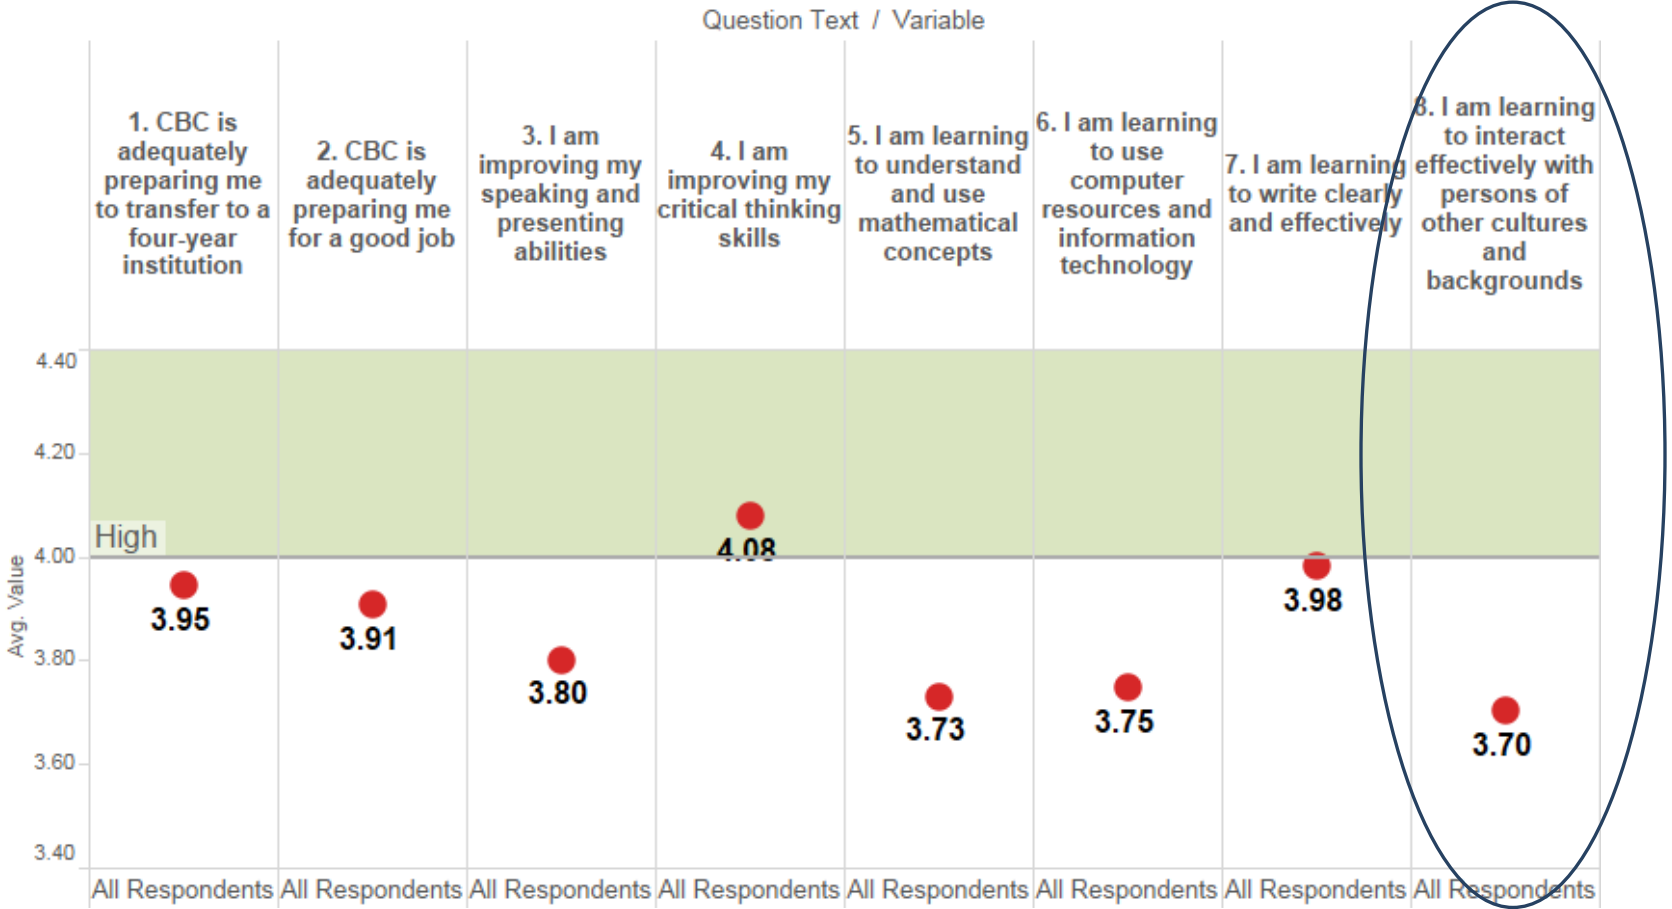 Question Text / Variable
1. CBC is
adequately
preparing me
to transfer to a
four-year
institution
2. CBC is
adequately
preparing me
for a good job
3. I am
improving my
speaking and
presenting
abilities
4. I am
improving my
critical thinking
skills
5. I am learning
to understand
and use
mathematical
concepts
6. I am learning
to use
computer
resources and
information
technology
7. I am learning
to write clearly
and effectively
8. I am learning
to interact
effectively with
persons of
other cultures
and
backgrounds
Avg. Value
4.40
4.20
4.00
3.80
3.60
3.40
High
3.95
3.91
3.80
4.08
3.73
3.75
3.98
3.70
All Respondents All Respondents All Respondents All Respondents All Respondents All Respondents All Respondents All Respondents